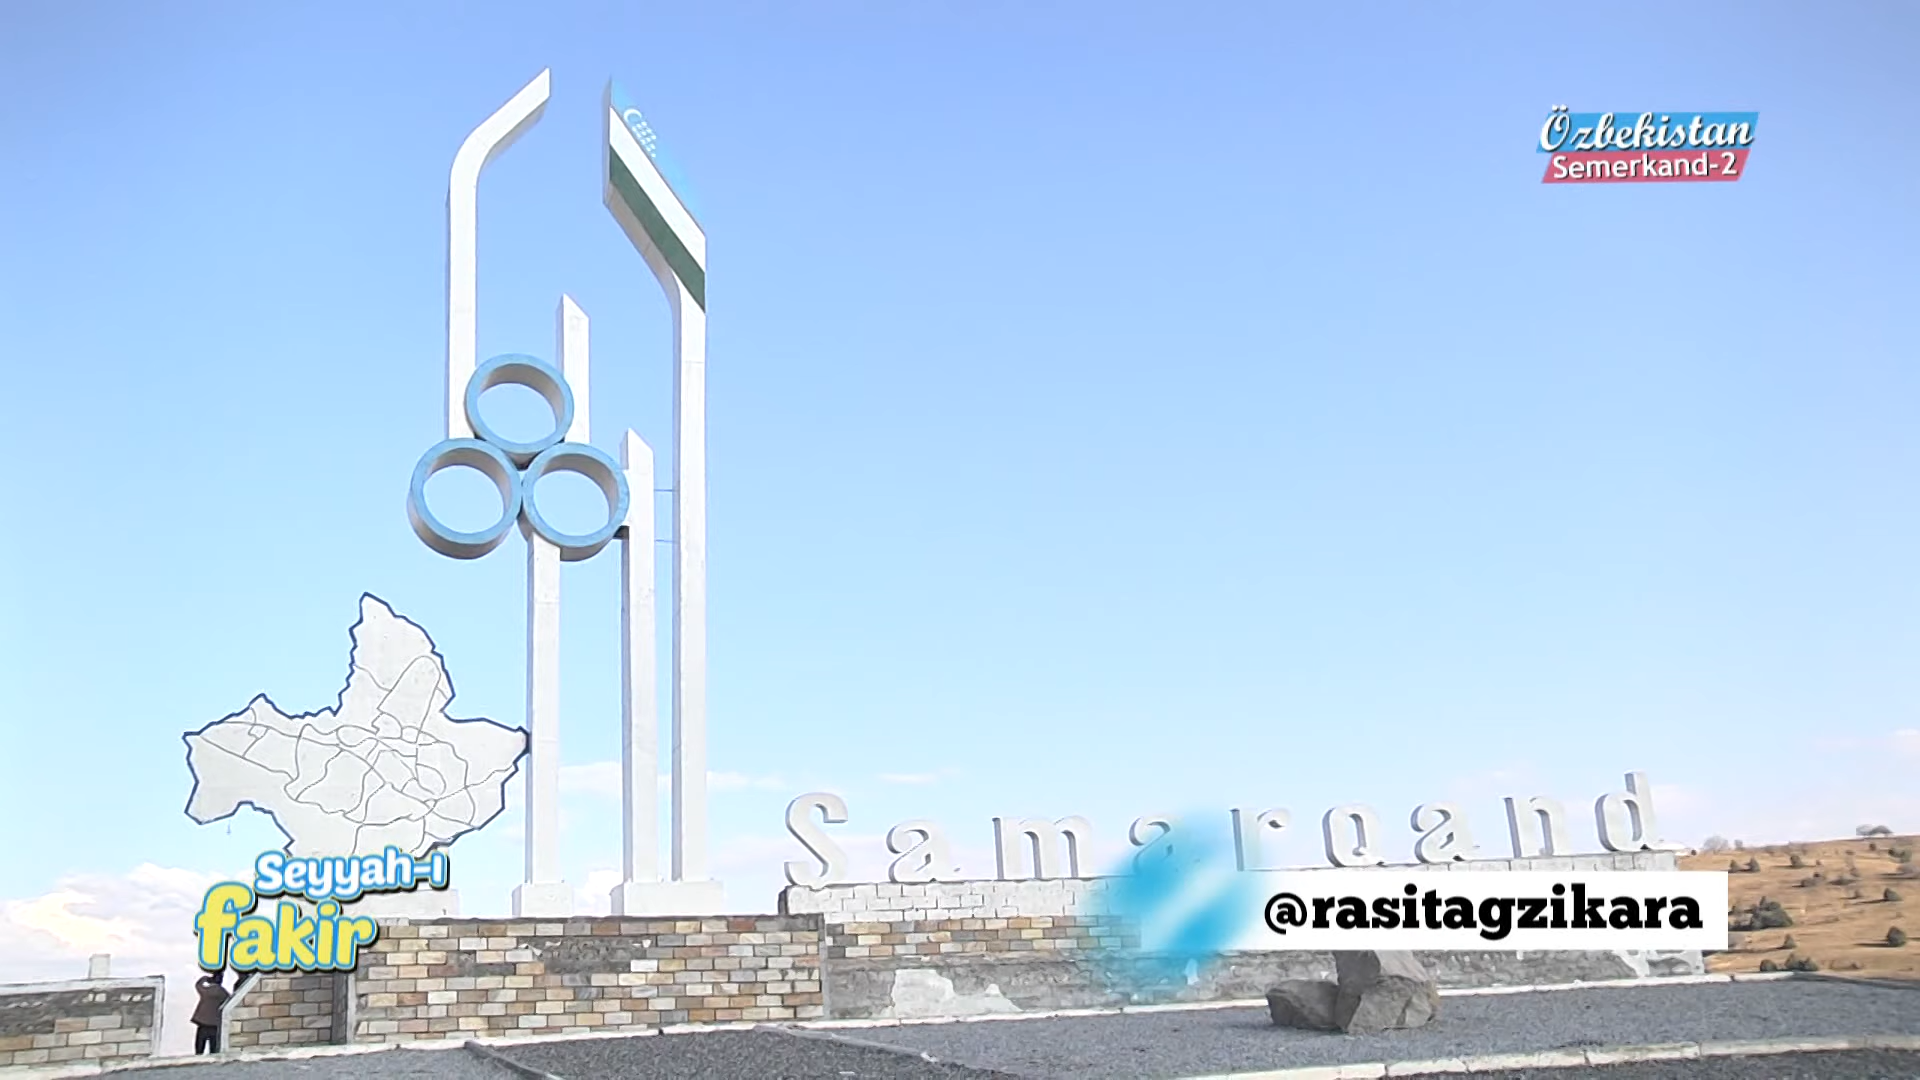 Özbekistan
Semerkand-2
Samarqand
Seyyah-ı
fakir
@rasitagzikara